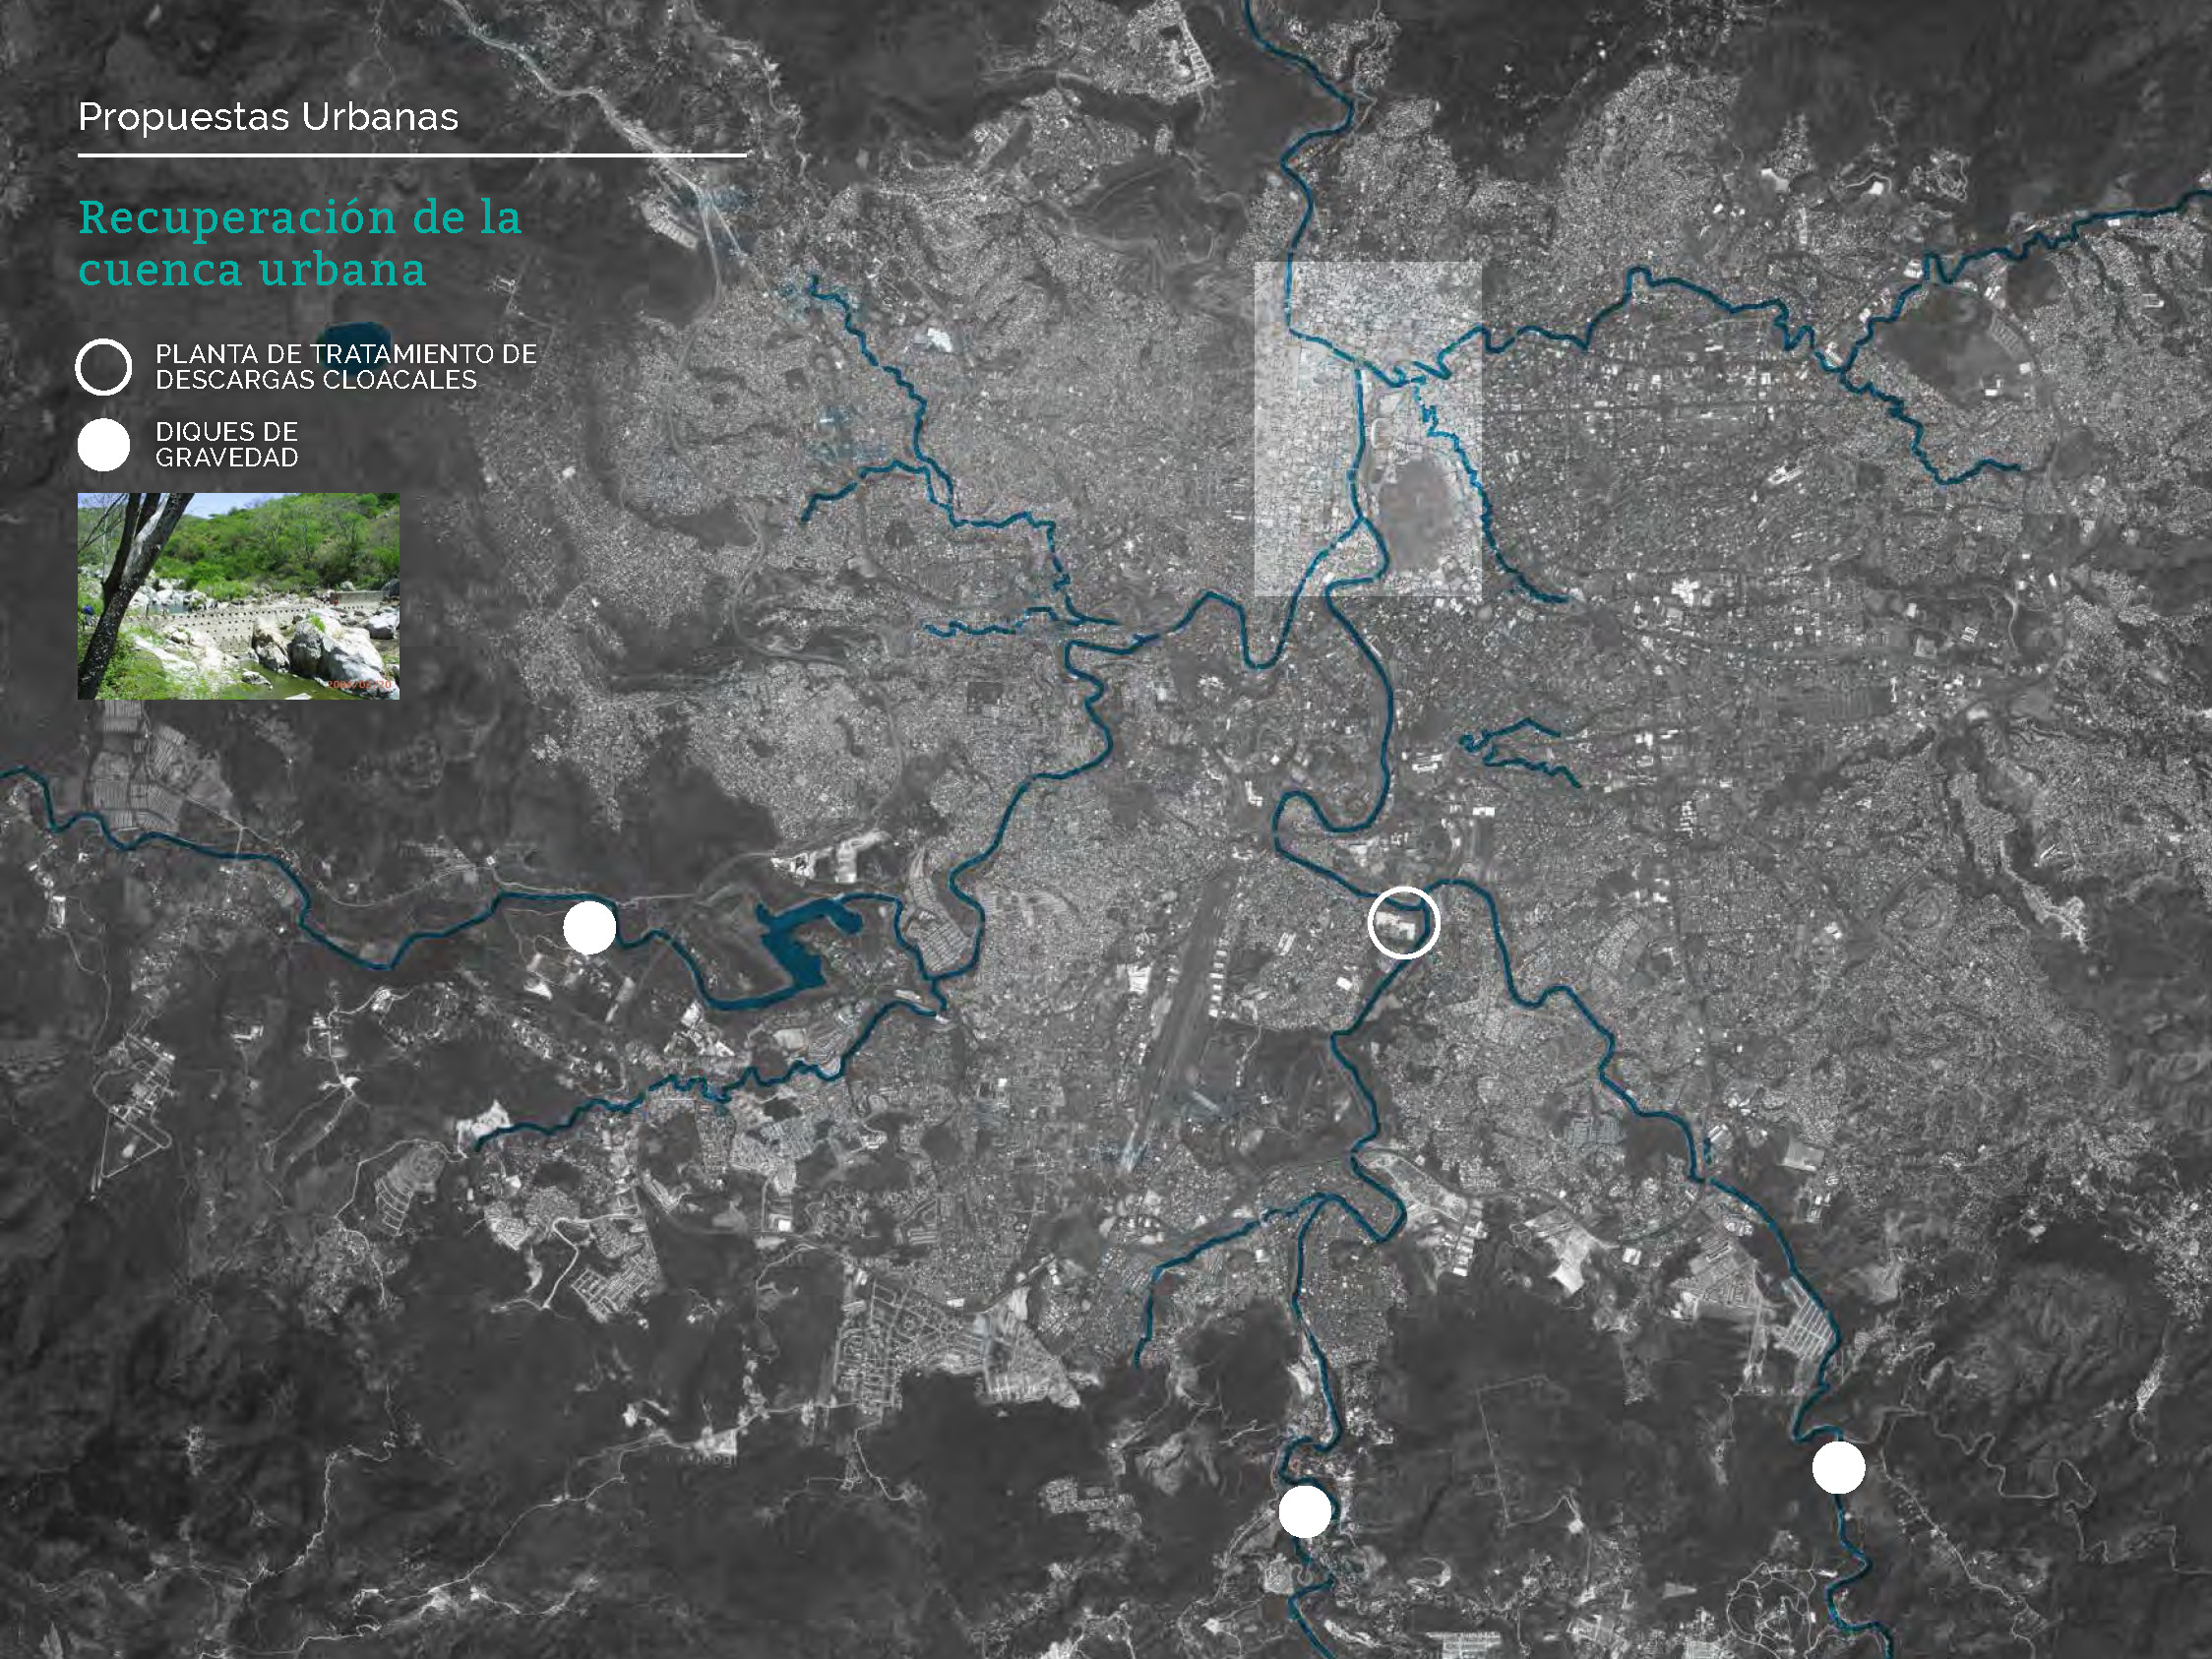 Propuestas Urbanas
Recuperación de la
cuenca urbana
PLANTA DE TRATAMIENTO DE
DESCARGAS CLOACALES
DIQUES DE
GRAVEDAD